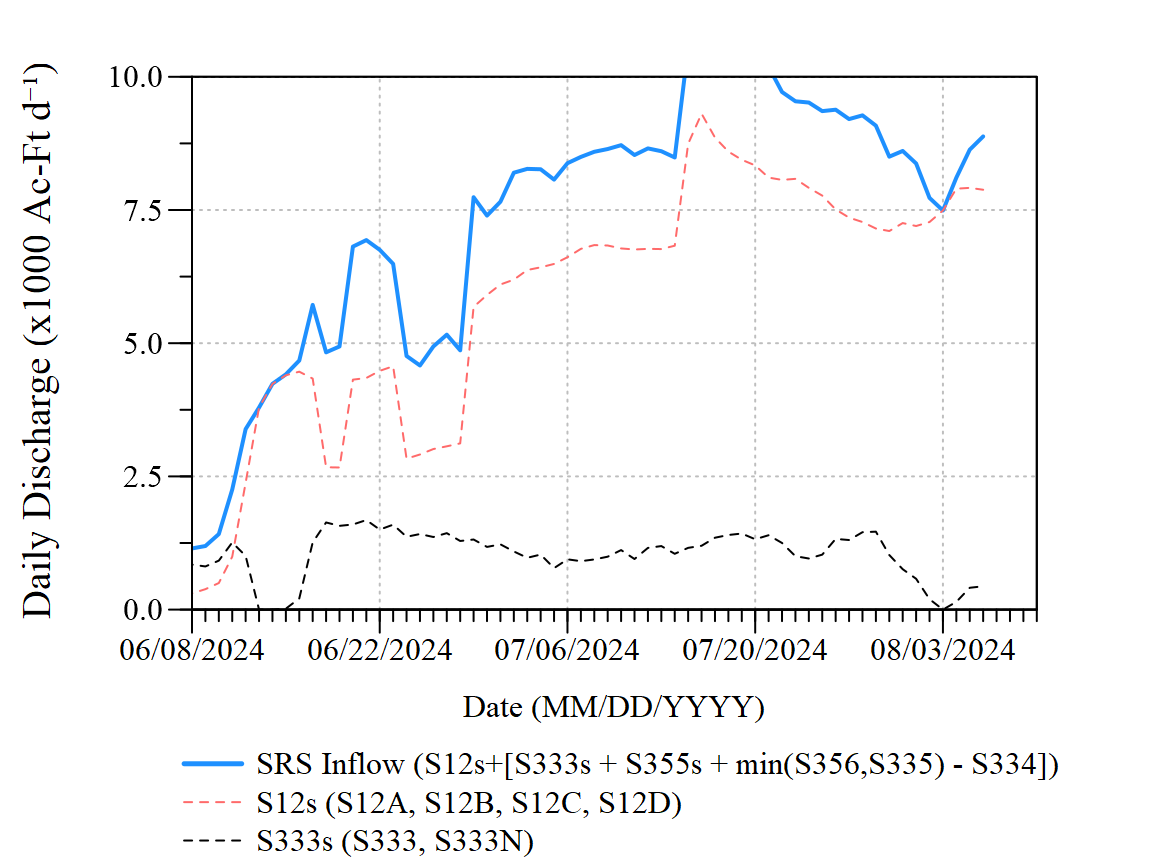 Daily Discharge (x1000 Ac-Ft d⁻¹)
10.0
7.5
5.0
2.5
0.0
06/08/2024 06/22/2024 07/06/2024 07/20/2024 08/03/2024
Date (MM/DD/YYYY)
SRS Inflow (S12s+[S333s + S355s + min(S356,S335) - S334])
S12s (S12A, S12B, S12C, S12D)
S333s (S333, S333N)